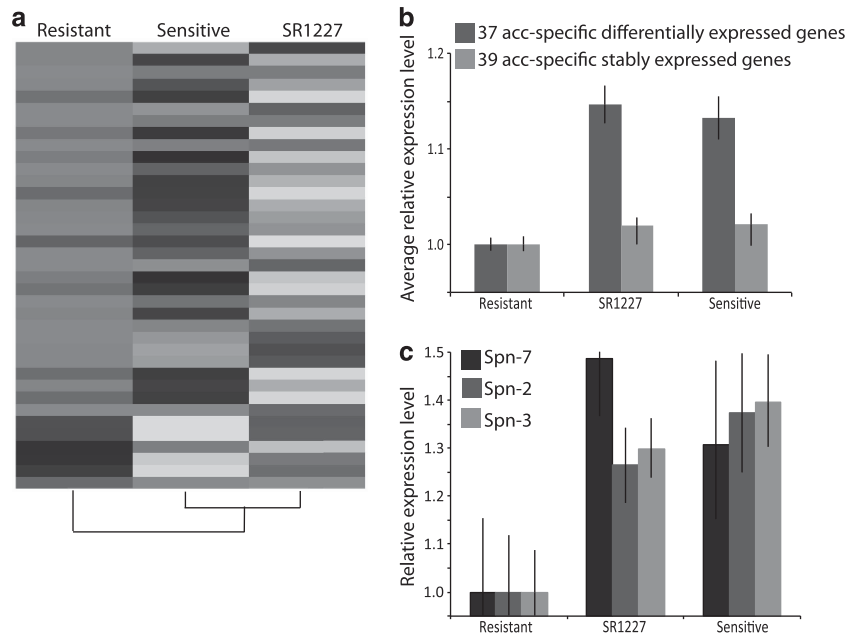 a
Resistant Sensitive SR1227
b
37 acc-specific differentially expressed genes
39 acc-specific stably expressed genes
Average relative expression level
1.2
1.1
1.0
Resistant SR1227 Sensitive
c
Spn-7
Spn-2
Spn-3
Relative expression level
1.5
1.4
1.3
1.2
1.1
1.0
Resistant SR1227 Sensitive